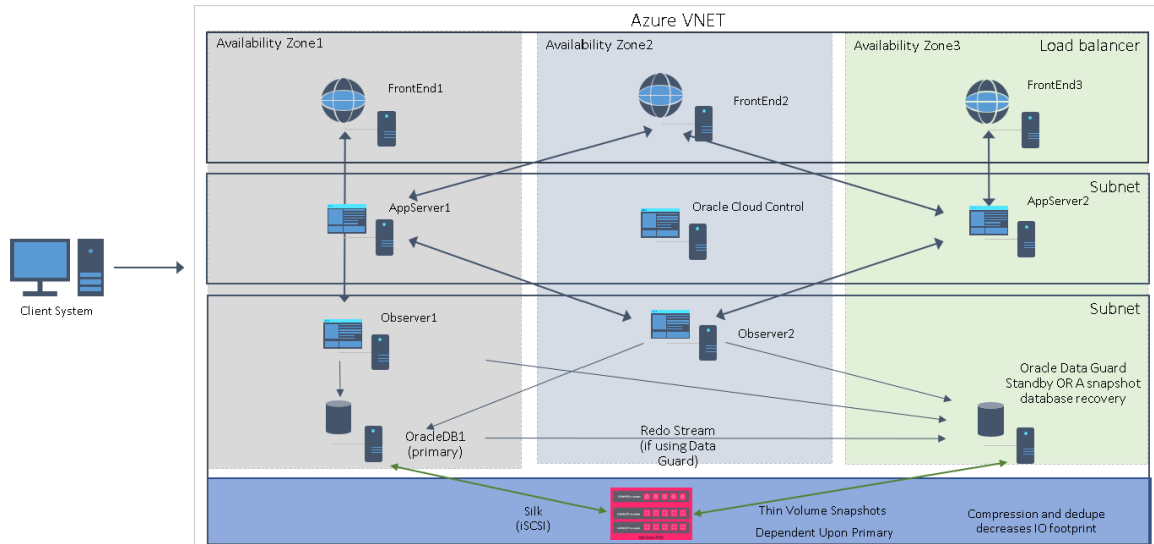 Azure VNET
Availability Zone1
Availability Zone2
Availability Zone3
Load balancer
FrontEnd1
FrontEnd2
FrontEnd3
Subnet
AppServer1
Oracle Cloud Control
AppServer2
Client System
Subnet
Observer1
Observer2
Oracle Data Guard
Standby OR A snapshot
database recovery
OracleDB1
(primary)
Redo Stream
(if using Data
Guard)
Silk
(iSCSI)
Thin Volume Snapshots
Dependent Upon Primary
Compression and dedupe
decreases IO footprint